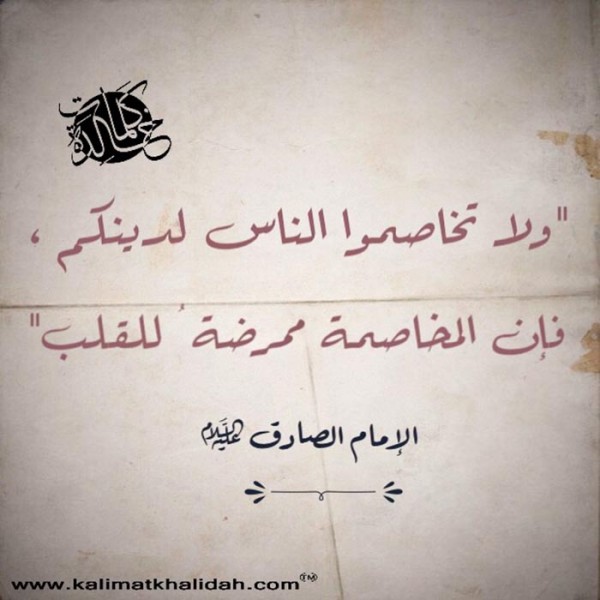 كلمات خالدة
"ولا تخاصموا الناس لدينكم ،
فإن المخاصمة ممرضةٌ للقلب"
الإمام الصادق عليه السلام
www.kalimatkhalidah.com™